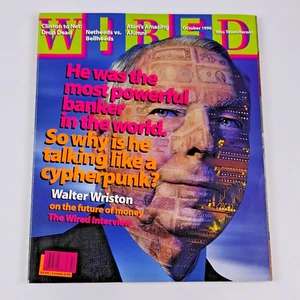 Clinton to Net:
Drop Dead
Netheads vs.
Bellheads
Atari's Amazing
Alumni
October 1996
WIRED
He was the
most powerful
banker
in the world.
So why is he
talking like a
cypherpunk?
Walter Wriston
on the future of money
The Wired Interview